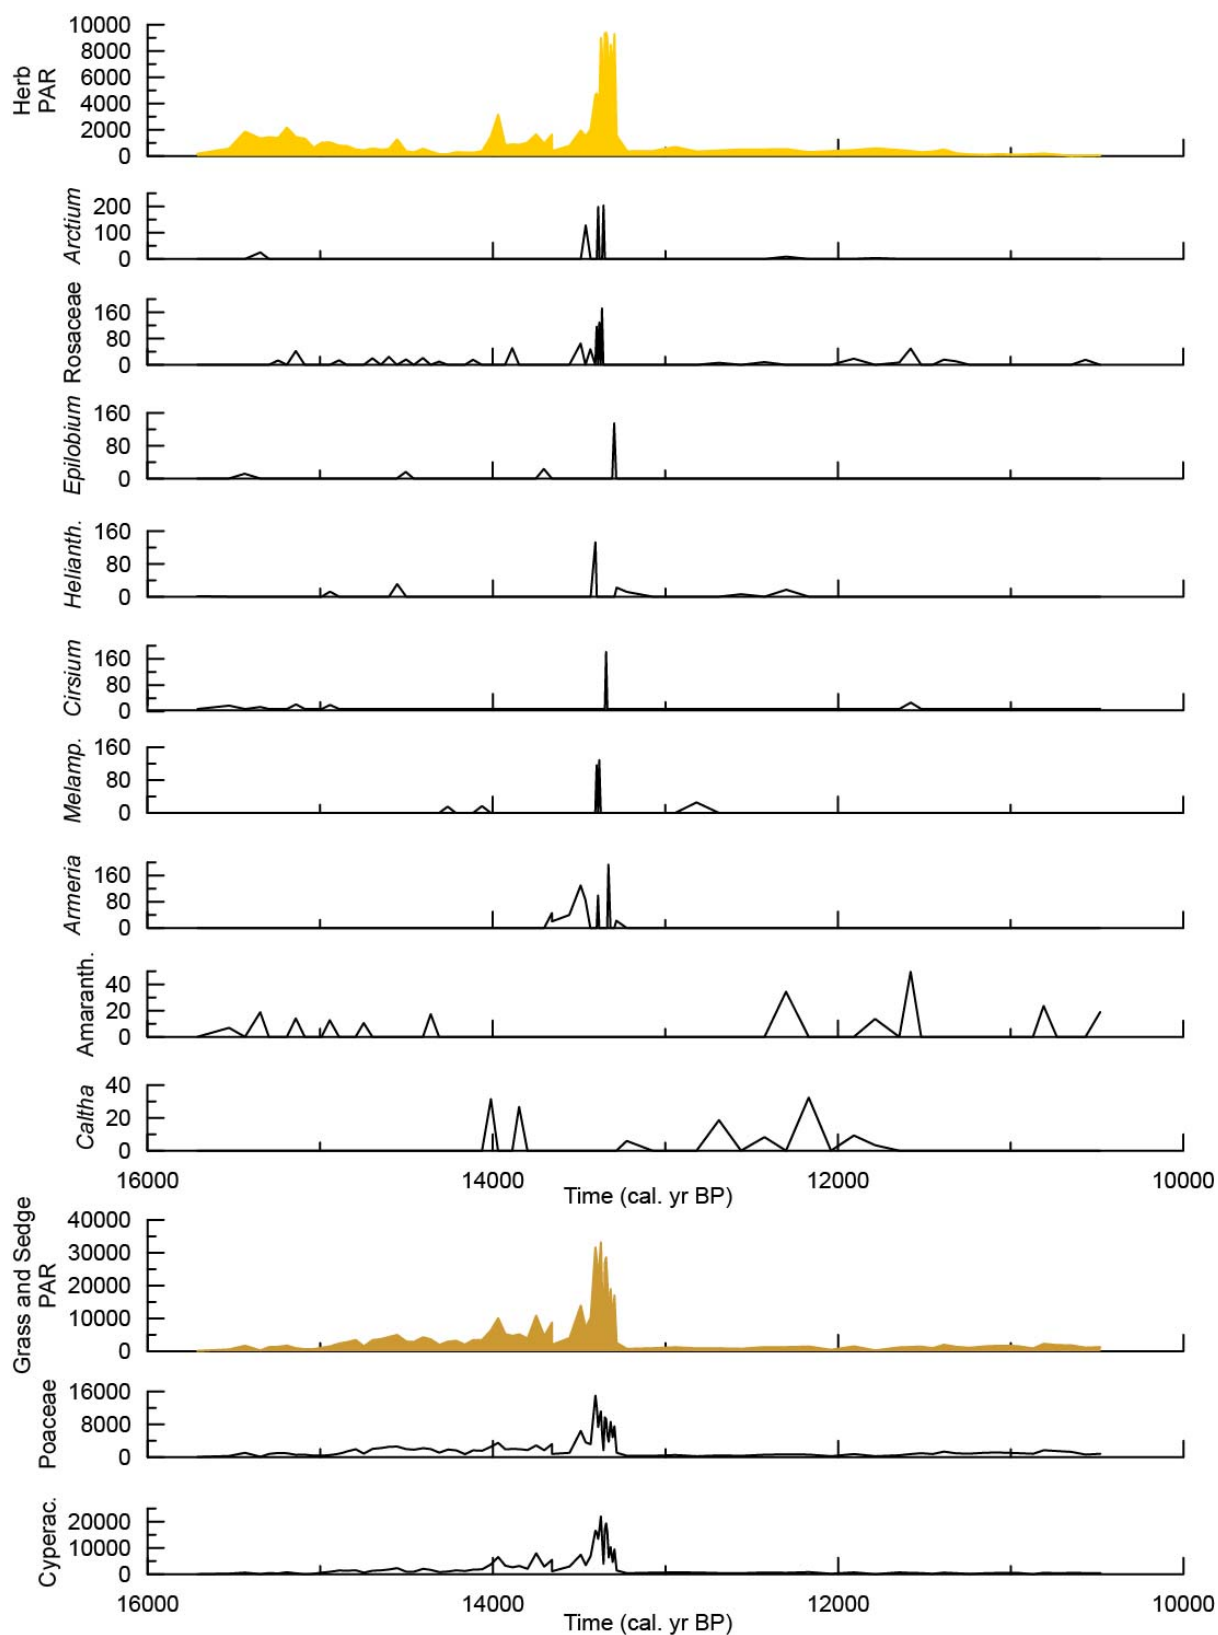 Herb
PAR
10000
8000
6000
4000
2000
0
Arctium
200
100
0
Rosaceae
160
80
0
Epilobium
160
80
0
Helianth.
160
80
0
Cirsium
160
80
0
Melamp.
160
80
0
Armeria
160
80
0
Amaranth.
40
20
0
Caltha
40
20
0
16000 14000 12000 10000
Time (cal. yr BP)
Grass and Sedge
PAR
40000
30000
20000
10000
0
Poaceae
16000
8000
0
Cyperac.
20000
10000
0
16000 14000 12000 10000
Time (cal. yr BP)